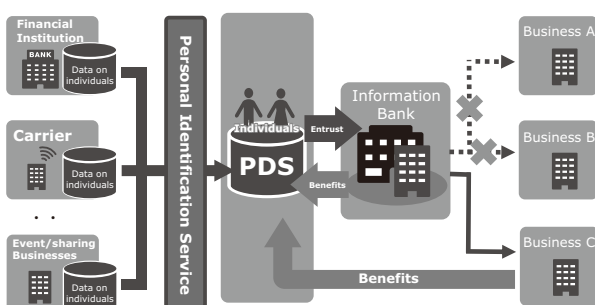 Financial
Institution
BANK
Data on
individuals
Carrier
Data on
individuals
. .
Event/sharing
Businesses
Data on
individuals
Personal Identification Service
Individuals
PDS
Entrust
Benefits
Information
Bank
Business A
Business B
Business C
Benefits